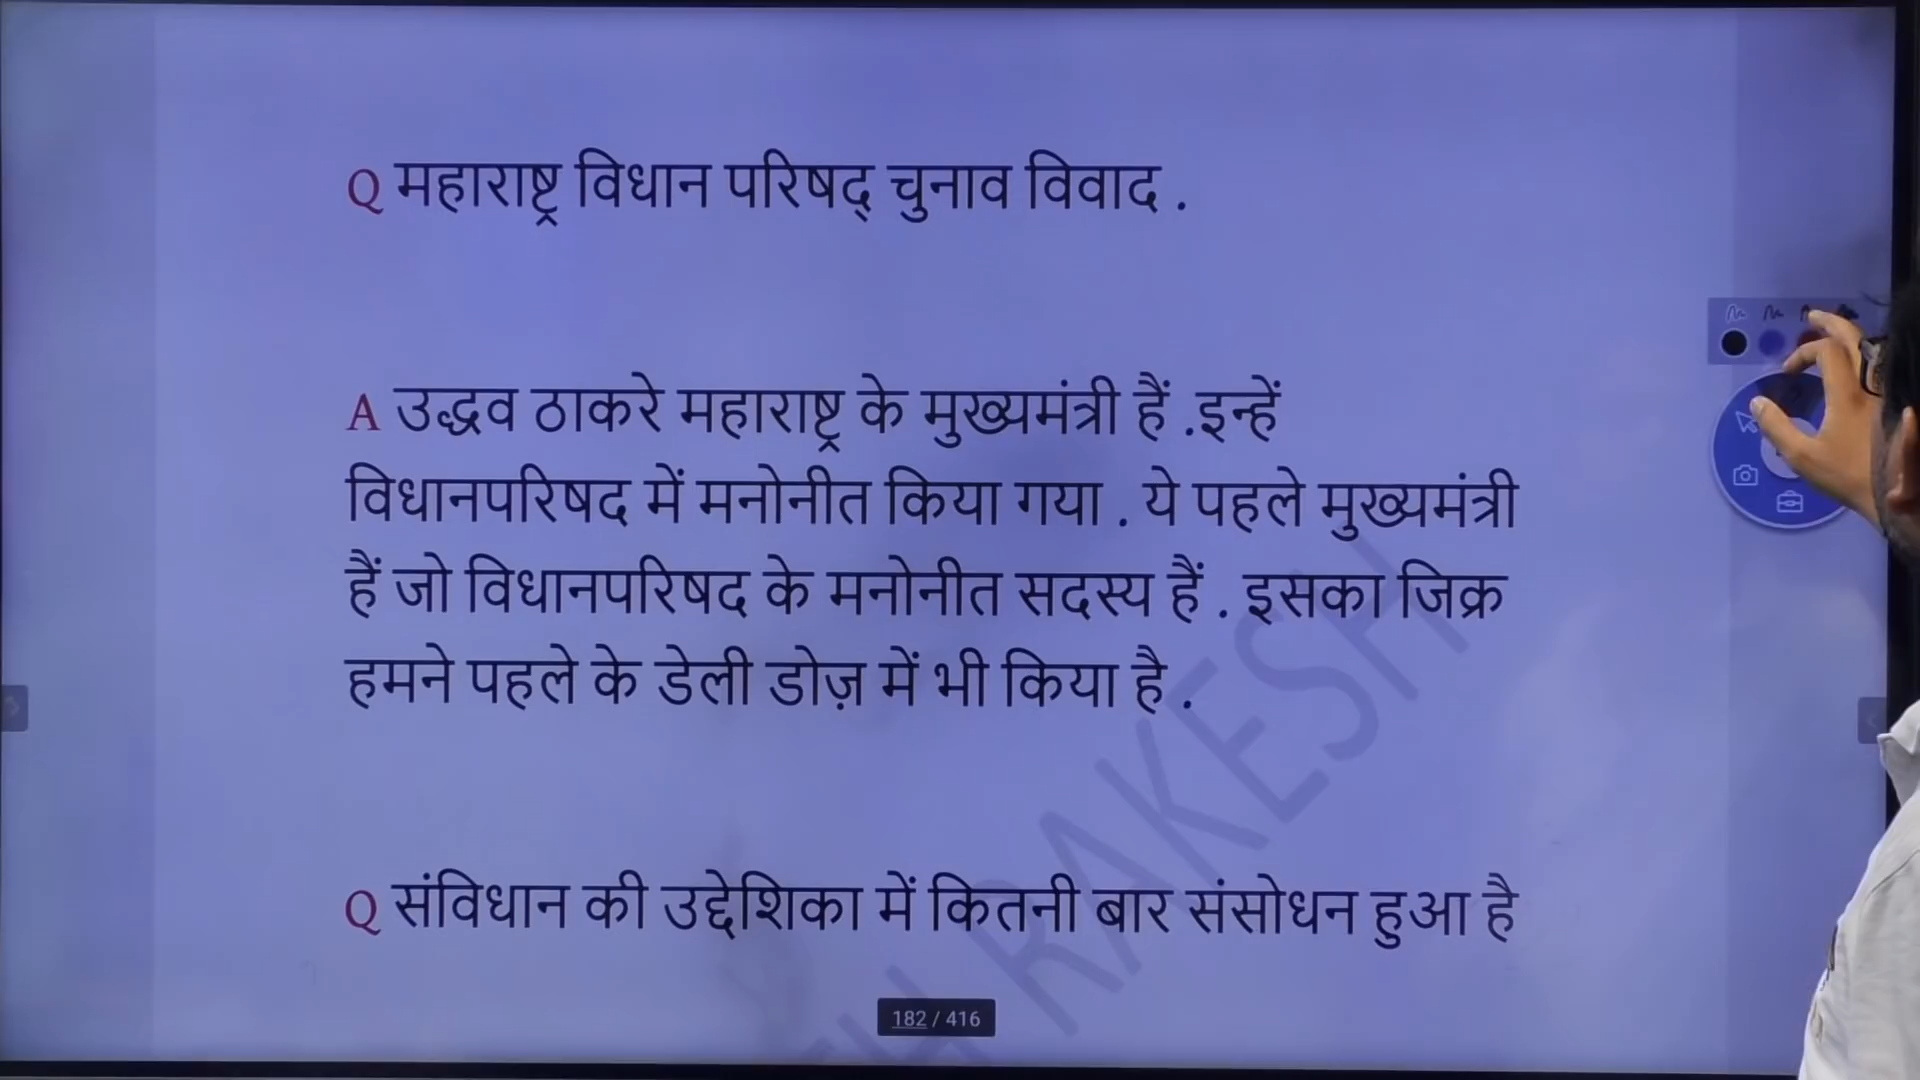 Q महाराष्ट्र विधान परिषद् चुनाव विवाद .
A उद्धव ठाकरे महाराष्ट्र के मुख्यमंत्री हैं .इन्हें
विधानपरिषद में मनोनीत किया गया . ये पहले मुख्यमंत्री
हैं जो विधानपरिषद के मनोनीत सदस्य हैं . इसका जिक्र
हमने पहले के डेली डोज़ में भी किया है .
RAKESH
Q संविधान की उद्देशिका में कितनी बार संसोधन हुआ है
182 / 416